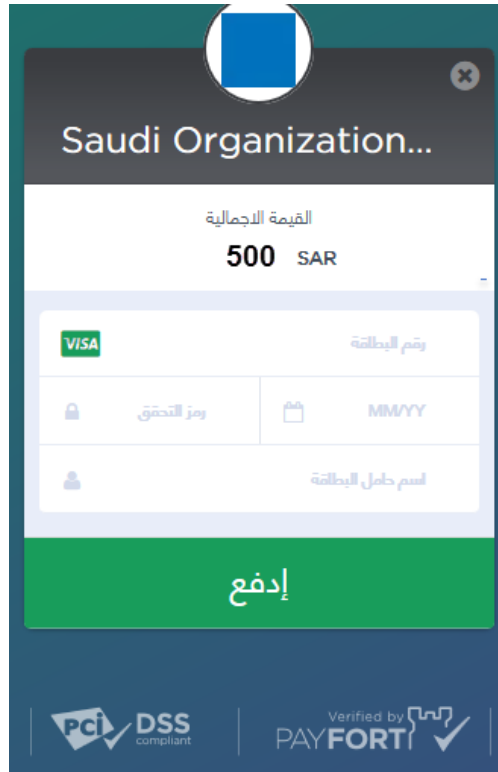 Saudi Organization...
القيمة الاجمالية
500 SAR
رقم البطاقة VISA
MM/YY رمز التحقق
اسم حامل البطاقة
إدفع
PCi DSS compliant
Verified by PAYFORT